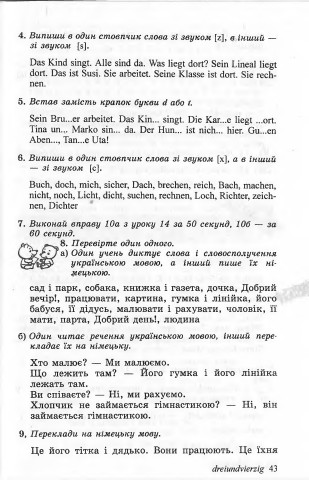 4. Випиши в один стовпчик слова зі звуком [z], в інший —
зі звуком [s].
Das Kind singt. Alle sind da. Was liegt dort? Sein Lineal liegt
dort. Das ist Susi. Sie arbeitet. Seine Klasse ist dort. Sie rech-
nen.
5. Встав замість крапок букви d або t.
Sein Bru...er arbeitet. Das Kin... singt. Die Kar...e liegt ...ort.
Tina un... Marko sin... da. Der Hun... ist nich... hier. Gu...en
Aben..., Tan...e Uta!
6. Випиши в один стовпчик слова зі звуком [x], а в інший
— зі звуком [ç].
Buch, doch, mich, sicher, Dach, brechen, reich, Bach, machen,
nicht, noch, Licht, dicht, suchen, rechnen, Loch, Richter, zeich-
nen, Dichter
7. Виконай вправу 10а з уроку 14 за 50 секунд, 10б — за
60 секунд.
8. Перевірте один одного.
а) Один учень диктує слова і словосполучення
українською мовою, а інший пише їх ні-
мецькою.
сад і парк, собака, книжка і газета, дочка, Добрий
вечір!, працювати, картина, гумка і лінійка, його
бабуся, її дідусь, малювати і рахувати, чоловік, її
мати, парта, Добрий день!, людина
б) Один читає речення українською мовою, інший пере-
кладає їх на німецьку.
Хто малює? — Ми малюємо.
Що лежить там? — Його гумка і його лінійка
лежать там.
Ви співаєте? — Ні, ми рахуємо.
Хлопчик не займається гімнастикою? — Ні, він
займається гімнастикою.
9. Переклади на німецьку мову.
Це його тітка і дядько. Вони працюють. Це їхня
dreiundvierzig 43